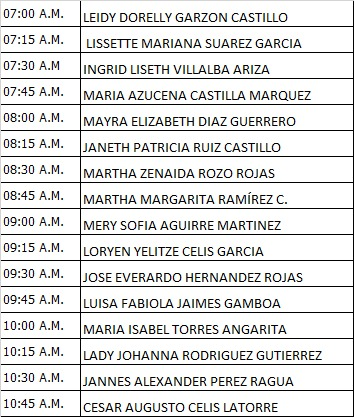 07:00 A.M. LEIDY DORELLY GARZON CASTILLO
07:15 A.M. LISSETTE MARIANA SUAREZ GARCIA
07:30 A.M INGRID LISETH VILLALBA ARIZA
07:45 A.M. MARIA AZUCENA CASTILLA MARQUEZ
08:00 A.M. MAYRA ELIZABETH DIAZ GUERRERO
08:15 A.M. JANETH PATRICIA RUIZ CASTILLO
08:30 A.M. MARTHA ZENAIDA ROZO ROJAS
08:45 A.M. MARTHA MARGARITA RAMÍREZ C.
09:00 A.M. MERY SOFIA AGUIRRE MARTINEZ
09:15 A.M. LORYEN YELITZE CELIS GARCIA
09:30 A.M. JOSE EVERARDO HERNANDEZ ROJAS
09:45 A.M. LUISA FABIOLA JAIMES GAMBOA
10:00 A.M. MARIA ISABEL TORRES ANGARITA
10:15 A.M. LADY JOHANNA RODRIGUEZ GUTIERREZ
10:30 A.M. JANNES ALEXANDER PEREZ RAGUA
10:45 A.M. CESAR AUGUSTO CELIS LATORRE